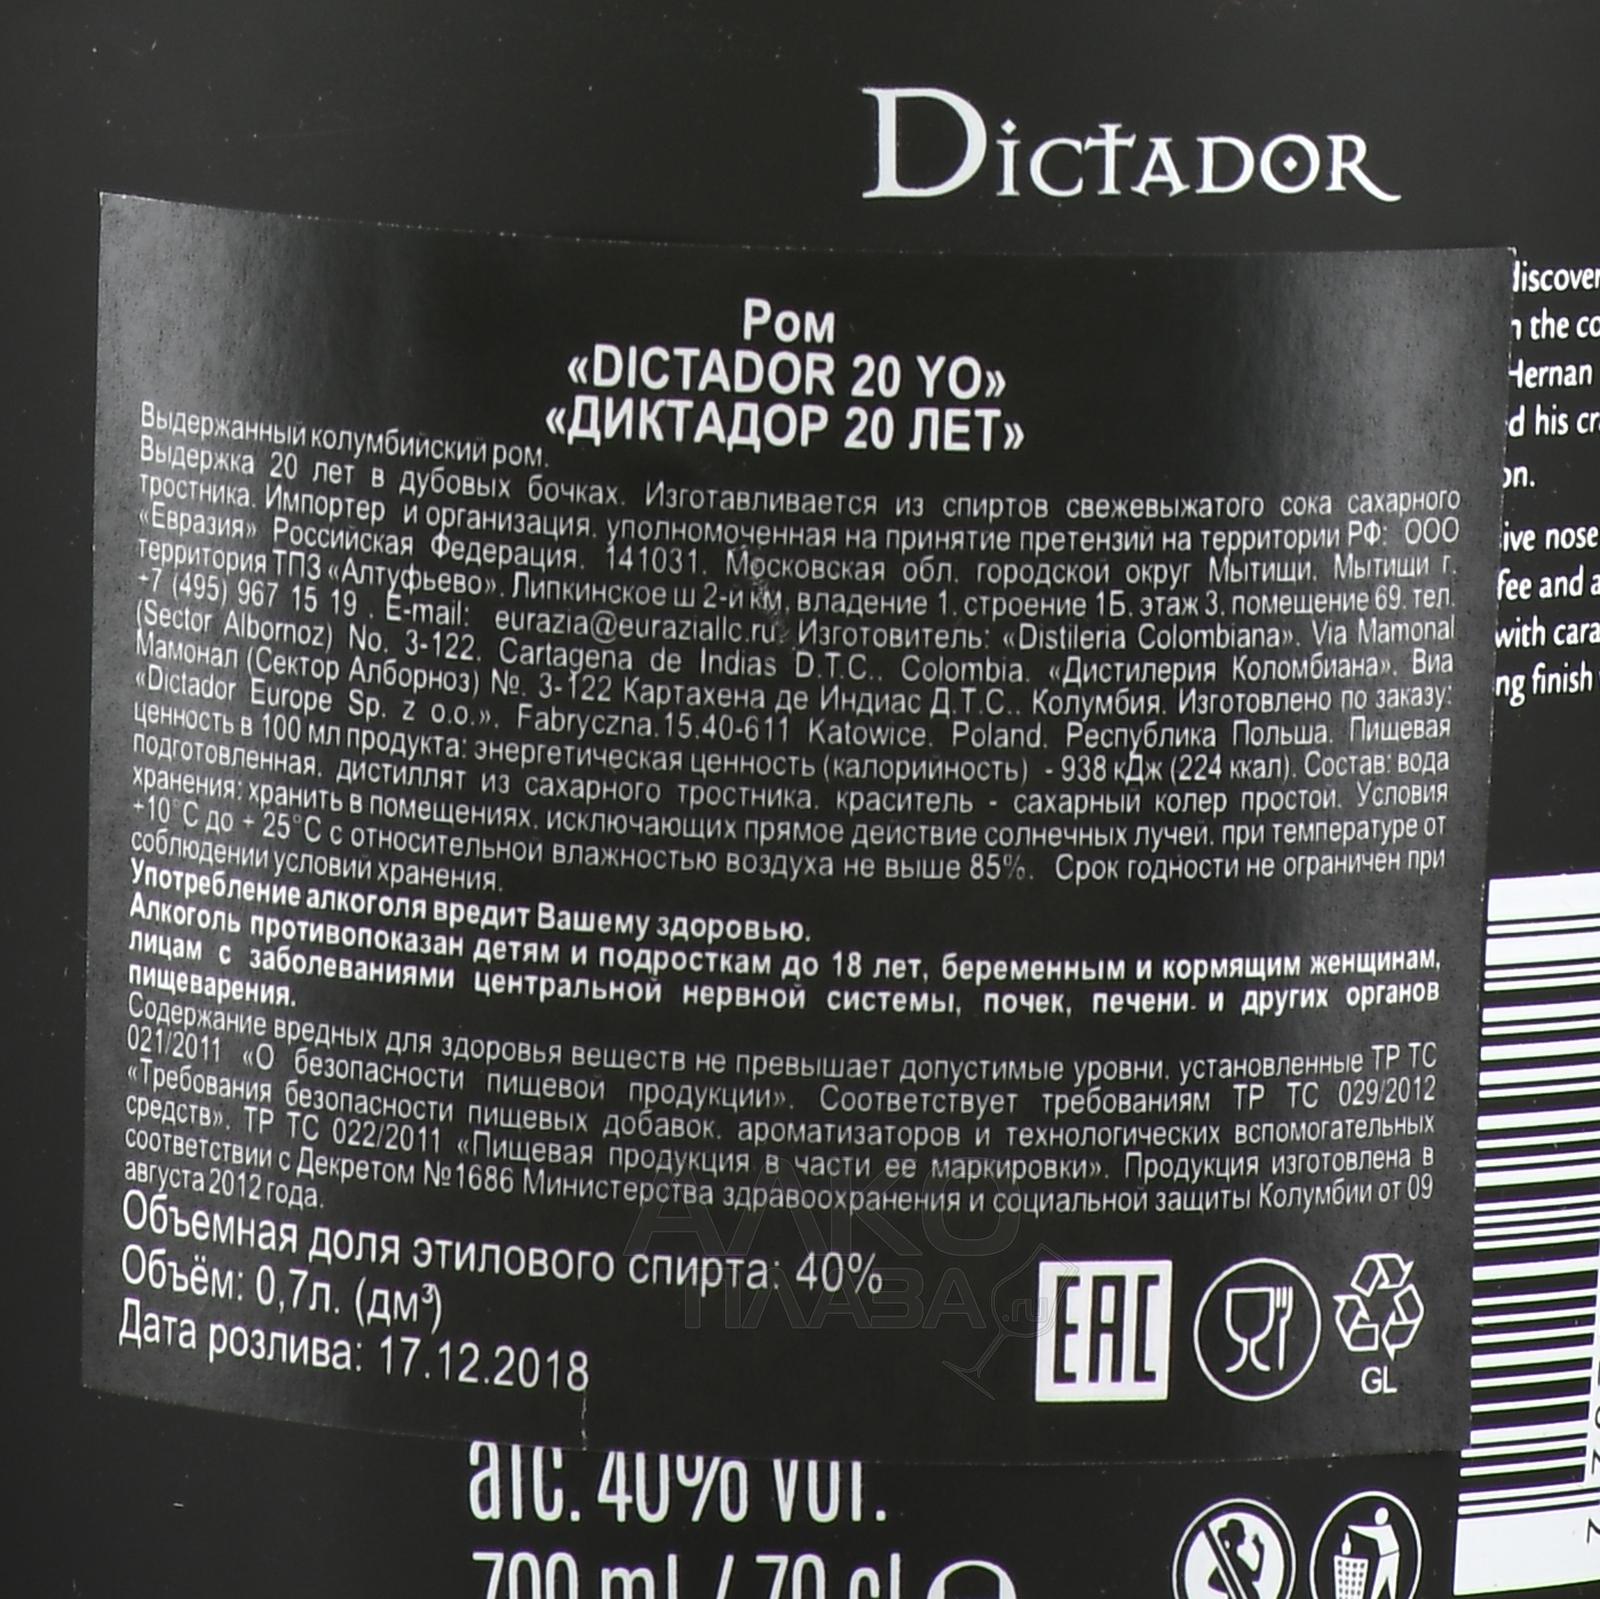 DICTADOR
Ром
«DICTADOR 20 YO»
«ДИКТАДОР 20 ЛЕТ»
Выдержанный колумбийский ром.
Выдержка 20 лет в дубовых бочках. Изготавливается из спиртов свежевыжатого сока сахарного
тростника. Импортер и организация, уполномоченная на принятие претензий на территории РФ: ООО
«Евразия» Российская Федерация, 141031, Московская обл. городской округ Мытищи, Мытищи г.
территория ТПЗ «Алтуфьево», Липкинское ш 2-й км, владение 1, строение 1Б, этаж 3, помещение 69, тел.
+7 (495) 967 15 19 . E-mail: eurazia@euraziallc.ru. Изготовитель: «Distileria Colombiana». Via Mamonal
(Sector Albornoz) No. 3-122, Cartagena de Indias D.T.C., Colombia. «Дистилерия Коломбиана». Виа
Мамонал (Сектор Алборноз) №. 3-122 Картахена де Индиас Д.Т.С., Колумбия. Изготовлено по заказу:
«Dictador Europe Sp. z o.o.», Fabryczna.15.40-611 Katowice, Poland. Республика Польша. Пищевая
ценность в 100 мл продукта: энергетическая ценность (калорийность) - 938 кДж (224 ккал). Состав: вода
подготовленная, дистиллят из сахарного тростника, краситель - сахарный колер простой. Условия
хранения: хранить в помещениях, исключающих прямое действие солнечных лучей, при температуре от
+10°C до + 25°C с относительной влажностью воздуха не выше 85%. Срок годности не ограничен при
соблюдении условий хранения.
Употребление алкоголя вредит Вашему здоровью.
Алкоголь противопоказан детям и подросткам до 18 лет, беременным и кормящим женщинам,
лицам с заболеваниями центральной нервной системы, почек, печени и других органов
пищеварения.
Содержание вредных для здоровья веществ не превышает допустимые уровни, установленные ТР ТС
021/2011 «О безопасности пищевой продукции». Соответствует требованиям ТР ТС 029/2012
«Требования безопасности пищевых добавок, ароматизаторов и технологических вспомогательных
средств», ТР ТС 022/2011 «Пищевая продукция в части ее маркировки». Продукция изготовлена в
соответствии с Декретом №1686 Министерства здравоохранения и социальной защиты Колумбии от 09
августа 2012 года.
Объемная доля этилового спирта: 40%
Объём: 0,7л. (дм³)
Дата розлива: 17.12.2018
EAC
GL
АЛКО
ПЛАЗА.ru
alc. 40% vol.
700 ml / 70 cl
discover
the co
Hernan
his cr
on.
nose
fee and
with cara
ng finish